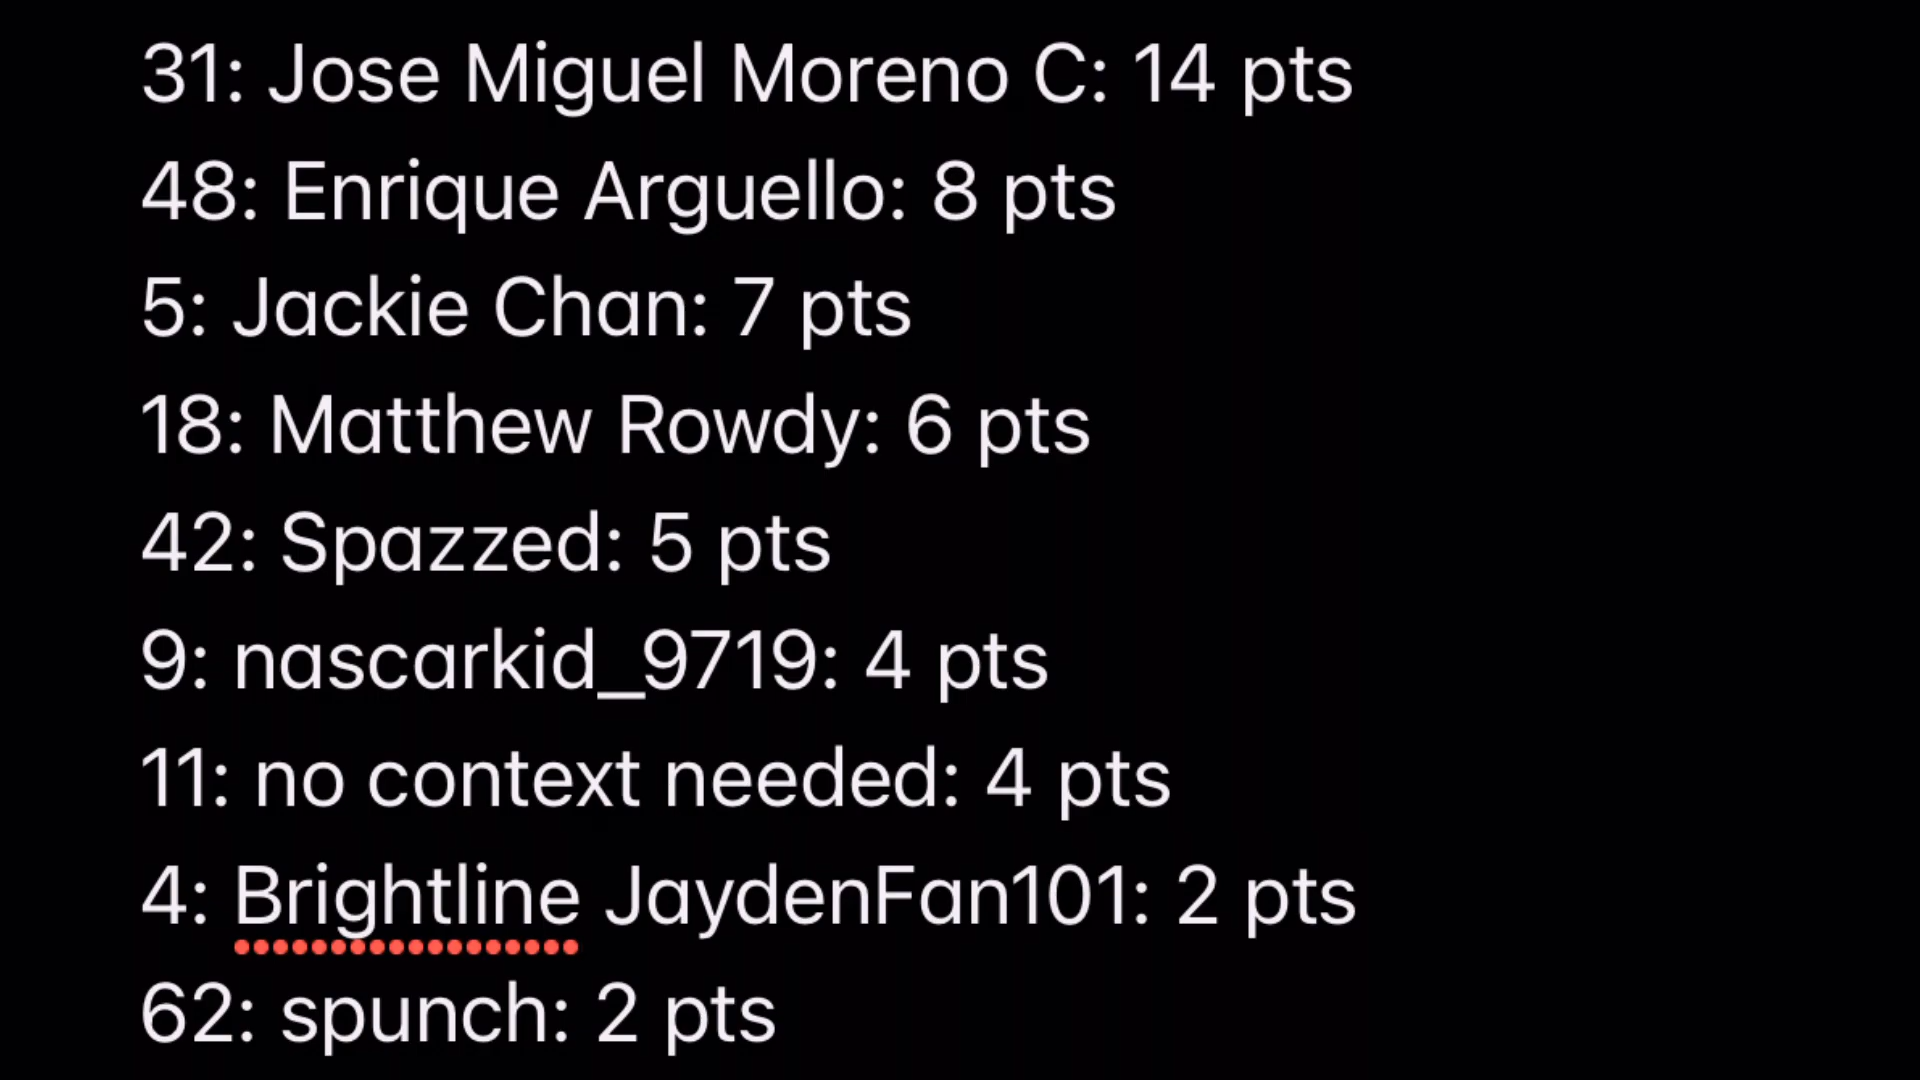 31: Jose Miguel Moreno C: 14 pts
48: Enrique Arguello: 8 pts
5: Jackie Chan: 7 pts
18: Matthew Rowdy: 6 pts
42: Spazzed: 5 pts
9: nascarkid_9719: 4 pts
11: no context needed: 4 pts
4: Brightline JaydenFan101: 2 pts
62: spunch: 2 pts